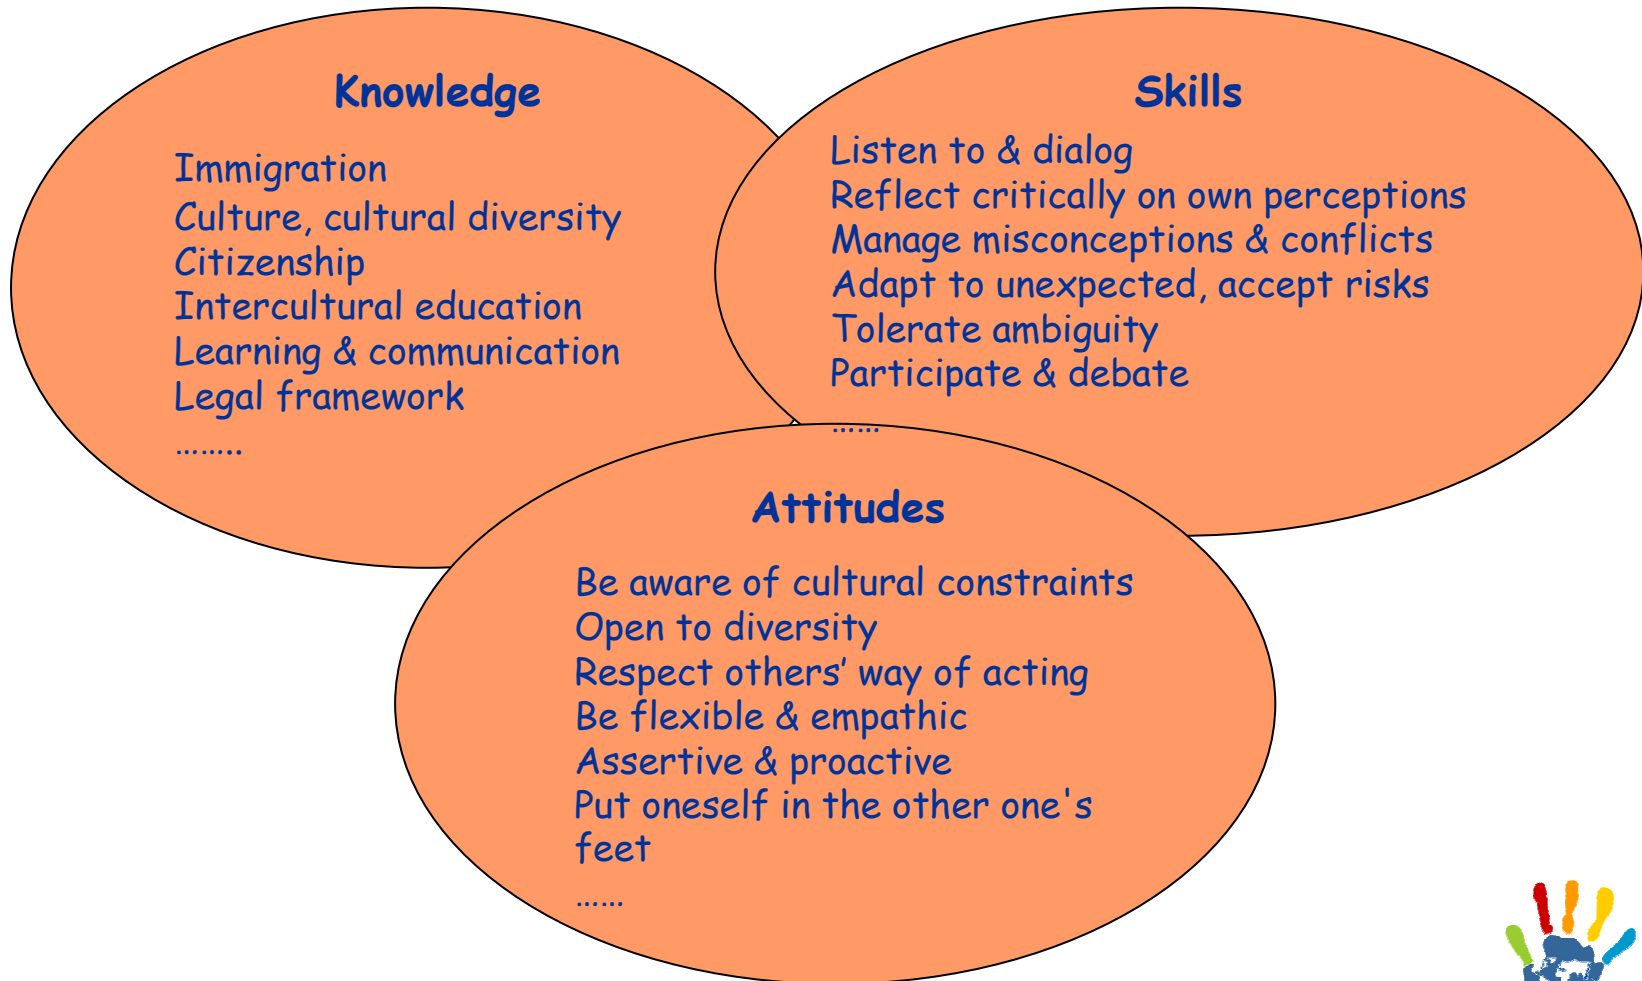 Knowledge
Immigration
Culture, cultural diversity
Citizenship
Intercultural education
Learning & communication
Legal framework
……..
Skills
Listen to & dialog
Reflect critically on own perceptions
Manage misconceptions & conflicts
Adapt to unexpected, accept risks
Tolerate ambiguity
Participate & debate
……
Attitudes
Be aware of cultural constraints
Open to diversity
Respect others’ way of acting
Be flexible & empathic
Assertive & proactive
Put oneself in the other one's
feet
……